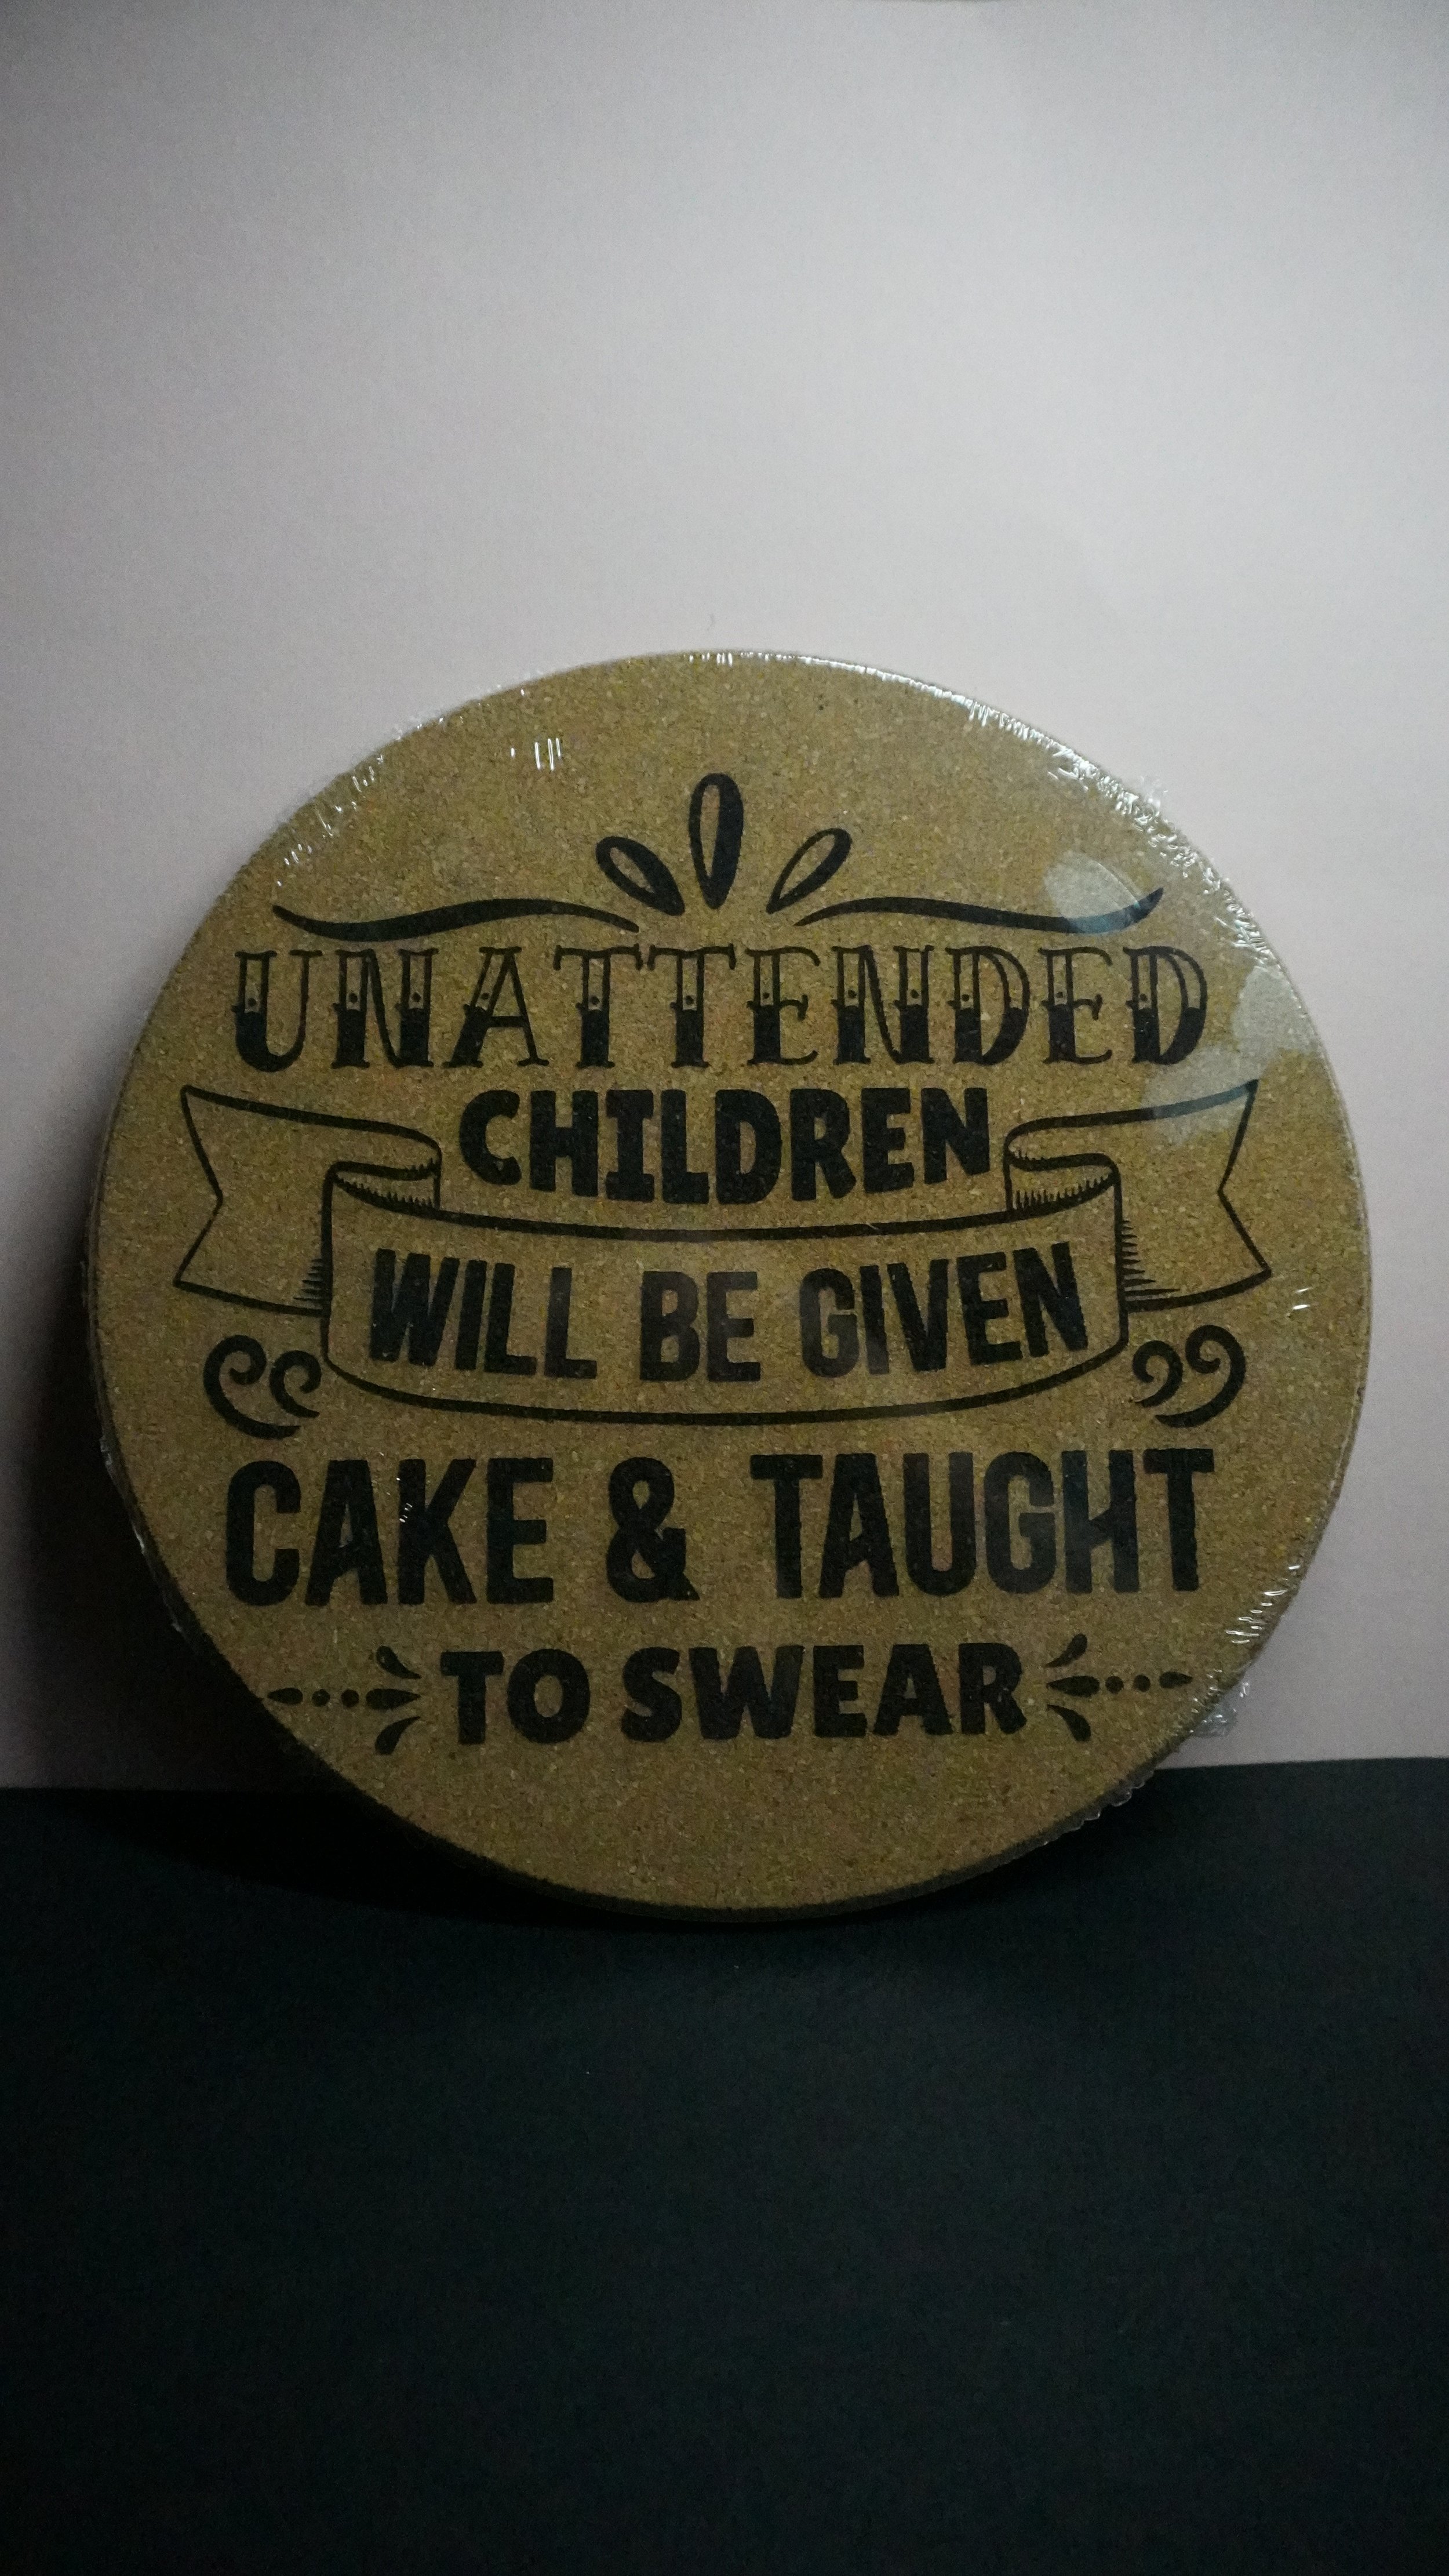 UNATTENDED
CHILDREN
WILL BE GIVEN
CAKE & TAUGHT
TO SWEAR